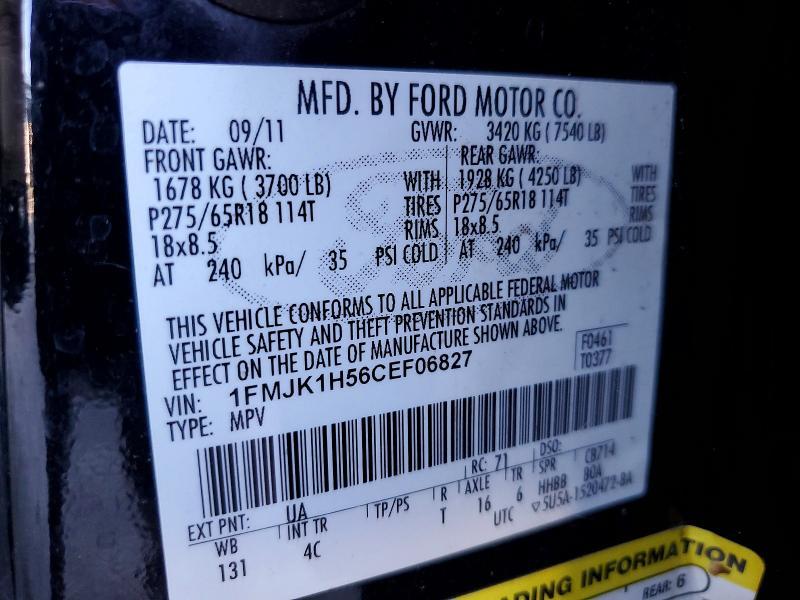 MFD. BY FORD MOTOR CO.
DATE: 09/11 GVWR: 3420 KG ( 7540 LB)
FRONT GAWR: REAR GAWR:
1678 KG ( 3700 LB) WITH 1928 KG ( 4250 LB) WITH
P275/65R18 114T TIRES P275/65R18 114T TIRES
18x8.5 RIMS 18x8.5 RIMS
AT 240 kPa/ 35 PSI COLD AT 240 kPa/ 35 PSI COLD
THIS VEHICLE CONFORMS TO ALL APPLICABLE FEDERAL MOTOR
VEHICLE SAFETY AND THEFT PREVENTION STANDARDS IN
EFFECT ON THE DATE OF MANUFACTURE SHOWN ABOVE.
F0461
T0377
VIN: 1FMJK1H56CEF06827
TYPE: MPV
EXT PNT: UA RC: 71 DSO:
WB INT TR TP/PS R AXLE TR SPR CB714
131 4C T 16 6 HHBB BOA
UTC ▽5U5A-1520472-BA
ADING INFORMATION
REAR: 6